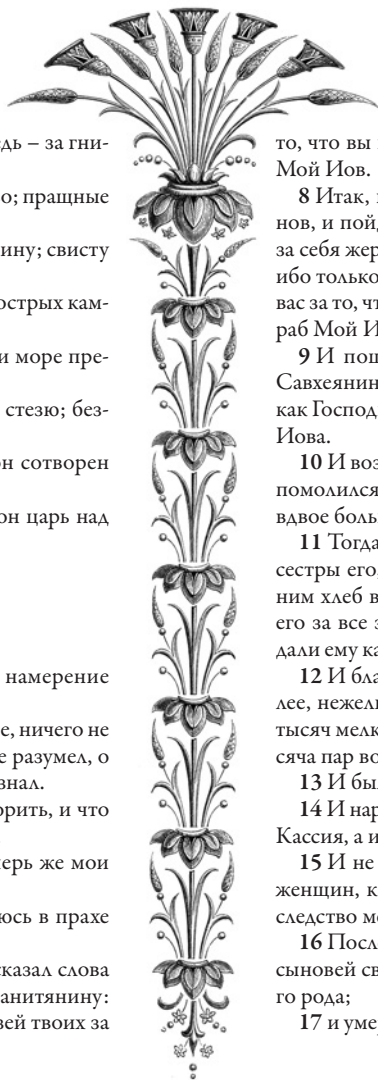 дь – за гни-
о; пращные
ину; свисту
острых кам-
и море пре-
стезю; без-
он сотворен
он царь над
намерение
е, ничего не
е разумел, о
знал.
орить, и что
перь же мои
юсь в прахе
сказал слова
анитянину:
вей твоих за
то, что вы
Мой Иов.
8 Итак,
нов, и пойд
за себя жер
ибо только
вас за то, чт
раб Мой И
9 И пош
Савхеянин
как Господ
Иова.
10 И воз
помолился
вдвое боль
11 Тогда
сестры его
ним хлеб в
его за все з
дали ему ка
12 И бла
лее, нежел
тысяч мелк
сяча пар во
13 И бы
14 И нар
Кассия, а и
15 И не
женщин, к
следство м
16 Посл
сыновей св
го рода;
17 и уме